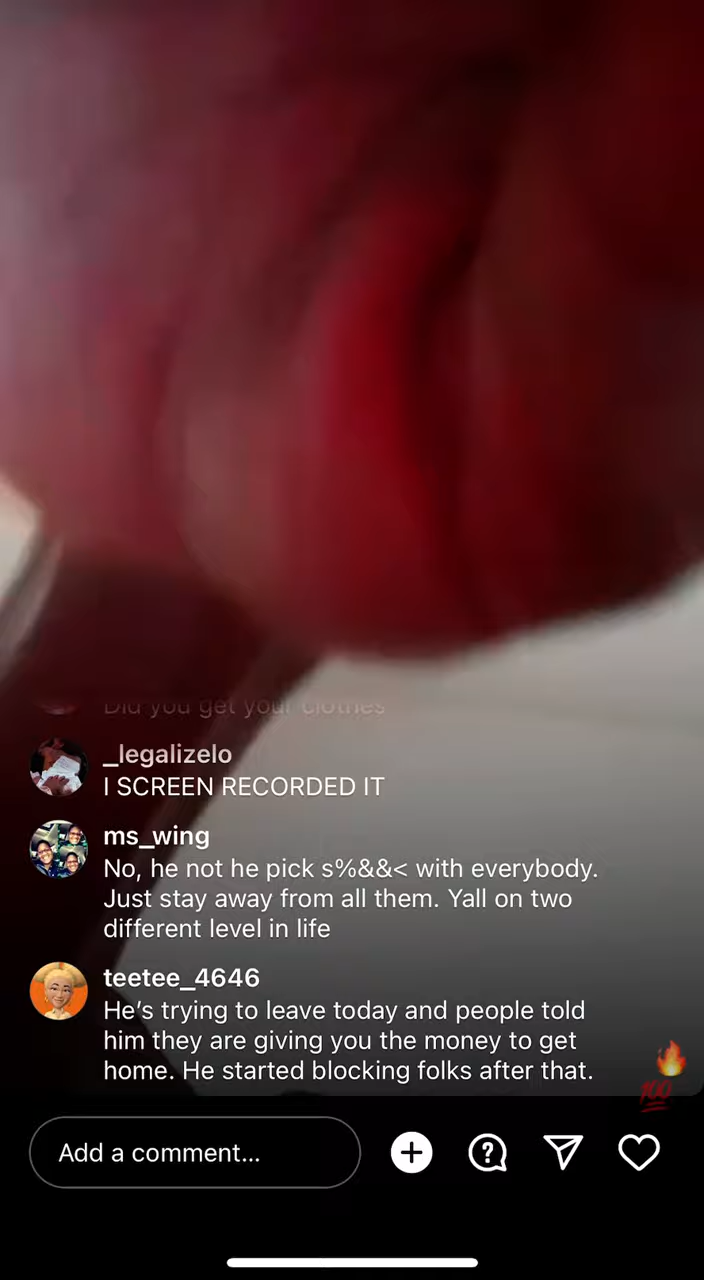 Did you get your clothes
_legalizelo
I SCREEN RECORDED IT
ms_wing
No, he not he pick s%&&< with everybody.
Just stay away from all them. Yall on two
different level in life
teetee_4646
He's trying to leave today and people told
him they are giving you the money to get
home. He started blocking folks after that.
💯
Add a comment...